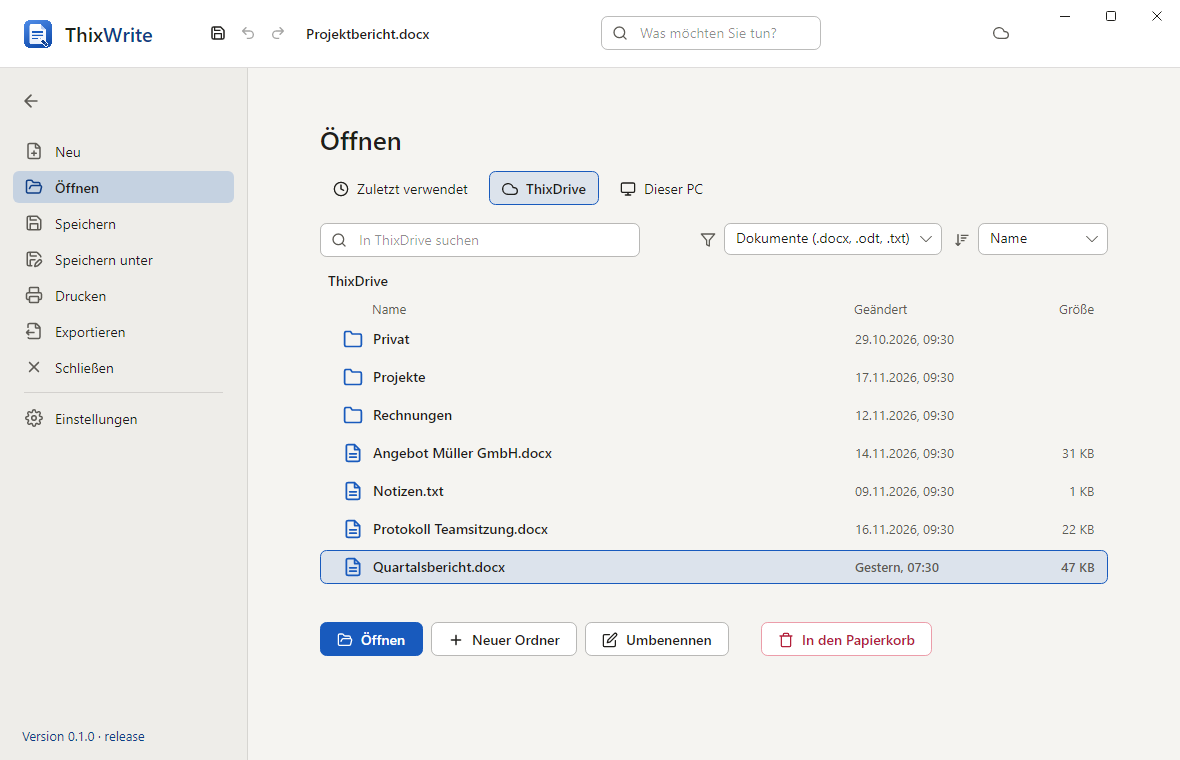 ThixWrite
Projektbericht.docx
Was möchten Sie tun?
Neu
Öffnen
Speichern
Speichern unter
Drucken
Exportieren
Schließen
Einstellungen
Version 0.1.0 · release
Öffnen
Zuletzt verwendet ThixDrive Dieser PC
In ThixDrive suchen Dokumente (.docx, .odt, .txt) Name
ThixDrive
Name Geändert Größe
Privat 29.10.2026, 09:30
Projekte 17.11.2026, 09:30
Rechnungen 12.11.2026, 09:30
Angebot Müller GmbH.docx 14.11.2026, 09:30 31 KB
Notizen.txt 09.11.2026, 09:30 1 KB
Protokoll Teamsitzung.docx 16.11.2026, 09:30 22 KB
Quartalsbericht.docx Gestern, 07:30 47 KB
Öffnen Neuer Ordner Umbenennen In den Papierkorb